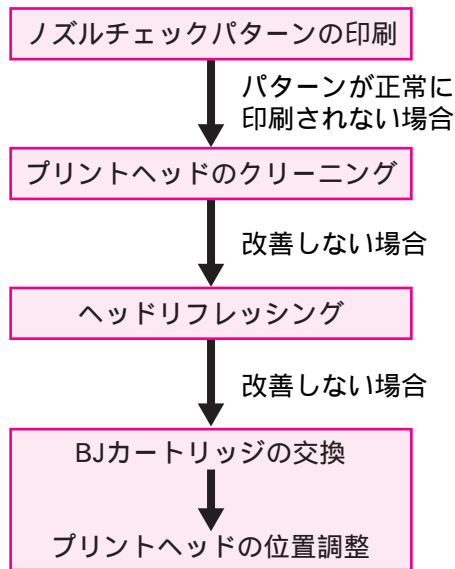 ノズルチェックパターンの印刷
パターンが正常に
印刷されない場合
プリントヘッドのクリーニング
改善しない場合
ヘッドリフレッシング
改善しない場合
BJカートリッジの交換
プリントヘッドの位置調整